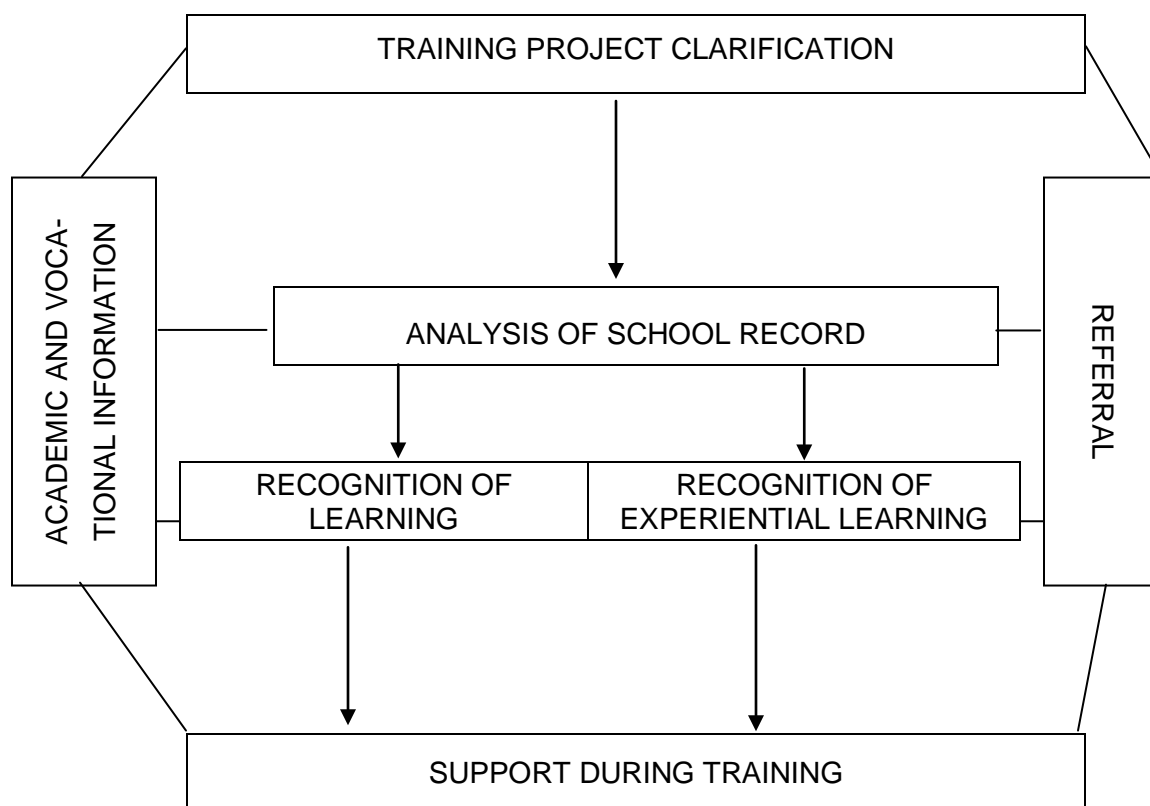 TRAINING PROJECT CLARIFICATION
ACADEMIC AND VOCA-
TIONAL INFORMATION
REFERRAL
ANALYSIS OF SCHOOL RECORD
RECOGNITION OF
LEARNING
RECOGNITION OF
EXPERIENTIAL LEARNING
SUPPORT DURING TRAINING